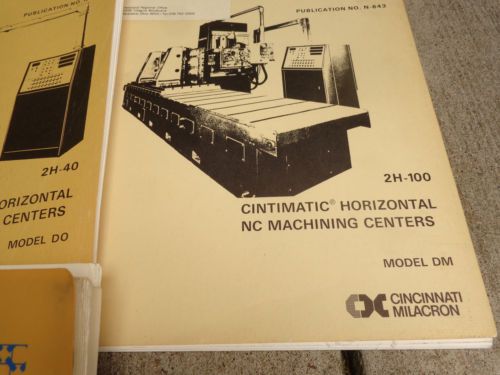 PUBLICATION NO
2H-40
HORIZONTAL
CENTERS
MODEL DO
PUBLICATION NO. N-643
2H-100
CINTIMATIC® HORIZONTAL
NC MACHINING CENTERS
MODEL DM
CINCINNATI
MILACRON